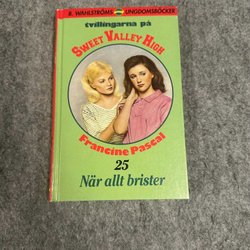 B. WAHLSTRÖMS UNGDOMSBÖCKER
tvillingarna på
SWEET VALLEY HIGH
Francine Pascal
25
När allt brister